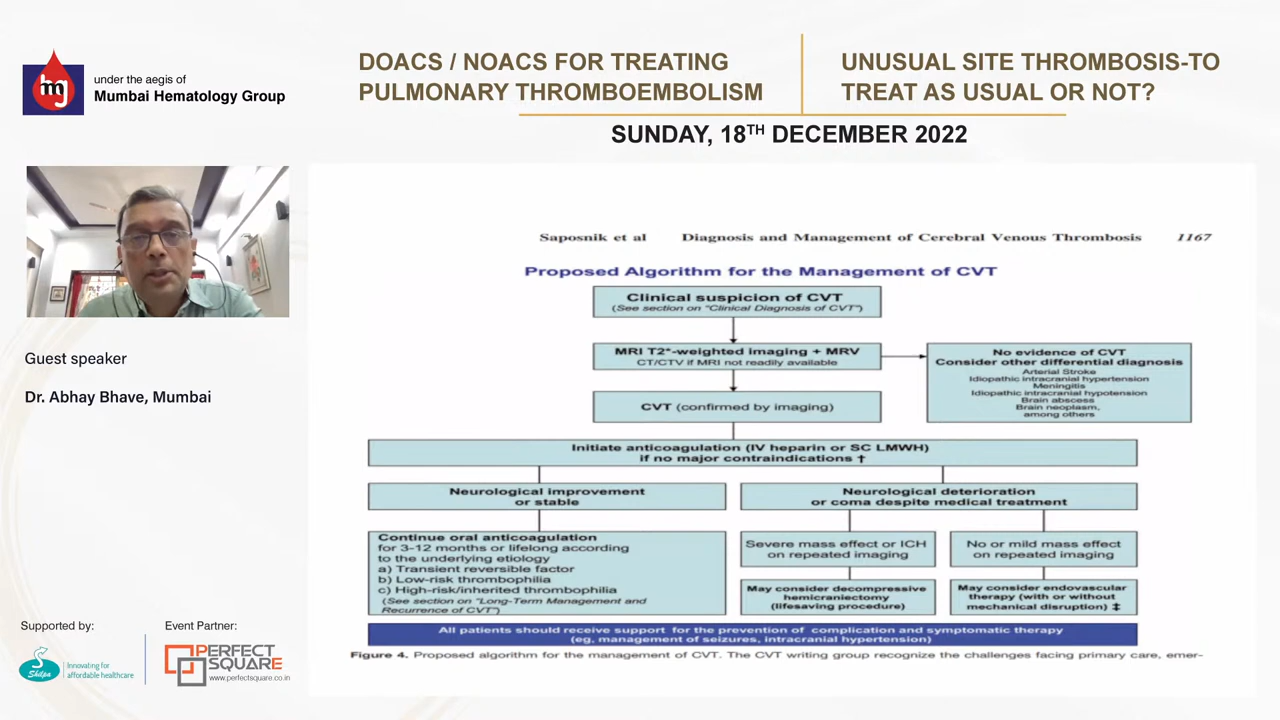 DOACS / NOACS FOR TREATING
PULMONARY THROMBOEMBOLISM
UNUSUAL SITE THROMBOSIS-TO
TREAT AS USUAL OR NOT?
SUNDAY, 18TH DECEMBER 2022
hg
under the aegis of
Mumbai Hematology Group
Guest speaker
Dr. Abhay Bhave, Mumbai
Supported by:
Shilpa
Innovating for
affordable healthcare
Event Partner:
PERFECT
SQUARE
www.perfectsquare.co.in
Saposnik et al Diagnosis and Management of Cerebral Venous Thrombosis 1167
Proposed Algorithm for the Management of CVT
Clinical suspicion of CVT
(See section on "Clinical Diagnosis of CVT")
MRI T2*-weighted imaging + MRV
CT/CTV if MRI not readily available
No evidence of CVT
Consider other differential diagnosis
Arterial Stroke
Idiopathic intracranial hypertension
Meningitis
Idiopathic intracranial hypotension
Brain abscess
Brain neoplasm,
among others
CVT (confirmed by imaging)
Initiate anticoagulation (IV heparin or SC LMWH)
if no major contraindications †
Neurological improvement
or stable
Neurological deterioration
or coma despite medical treatment
Continue oral anticoagulation
for 3-12 months or lifelong according
to the underlying etiology
a) Transient reversible factor
b) Low-risk thrombophilia
c) High-risk/inherited thrombophilia
(See section on "Long-Term Management and
Recurrence of CVT")
Severe mass effect or ICH
on repeated imaging
No or mild mass effect
on repeated imaging
May consider decompressive
hemicraniectomy
(lifesaving procedure)
May consider endovascular
therapy (with or without
mechanical disruption) ‡
All patients should receive support for the prevention of complication and symptomatic therapy
(eg, management of seizures, intracranial hypertension)
Figure 4. Proposed algorithm for the management of CVT. The CVT writing group recognize the challenges facing primary care, emer-